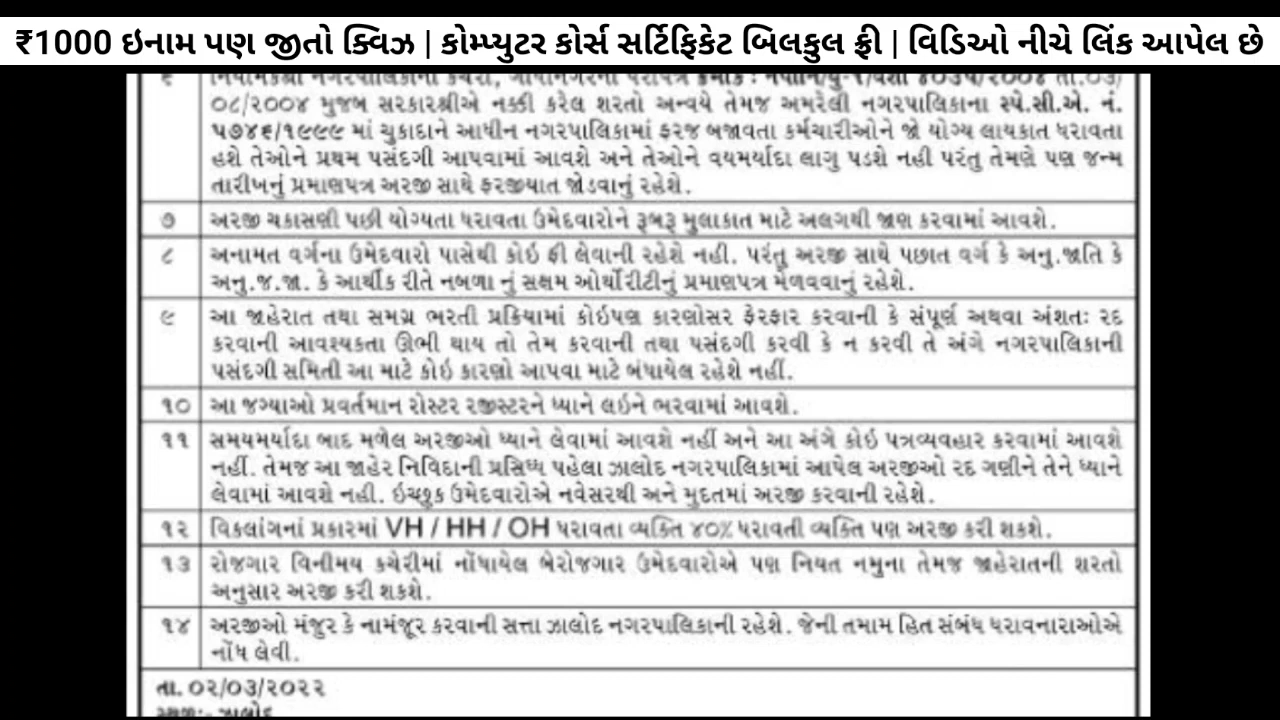 ₹1000 ઇનામ પણ જીતો ક્વિઝ | કોમ્પ્યુટર કોર્સ સર્ટિફિકેટ બિલકુલ ફ્રી | વિડિઓ નીચે લિંક આપેલ છે
૦૮/૨૦૦૪ મુજબ સરકારશ્રીએ નક્કી કરેલ શરતો અન્વયે તેમજ અમરેલી નગરપાલિકાના સ્પે.સી.એ. નં.
૫૭૪૬/૧૯૯૯ માં ચુકાદાને આધીન નગરપાલિકામાં ફરજ બજાવતા કર્મચારીઓને જો યોગ્ય લાયકાત ધરાવતા
હશે તેઓને પ્રથમ પસંદગી આપવામાં આવશે અને તેઓને વયમર્યાદા લાગુ પડશે નહી પરંતુ તેમણે પણ જન્મ
તારીખનું પ્રમાણપત્ર અરજી સાથે ફરજીયાત જોડવાનું રહેશે.
૭ અરજી ચકાસણી પછી યોગ્યતા ધરાવતા ઉમેદવારોને રૂબરૂ મુલાકાત માટે અલગથી જાણ કરવામાં આવશે.
૮ અનામત વર્ગના ઉમેદવારો પાસેથી કોઇ ફી લેવાની રહેશે નહી. પરંતુ અરજી સાથે પછાત વર્ગ કે અનુ.જાતિ કે
અનુ.જ.જા. કે આર્થીક રીતે નબળા નું સક્ષમ ઓર્થોરીટીનું પ્રમાણપત્ર મેળવવાનું રહેશે.
૯ આ જાહેરાત તથા સમગ્ર ભરતી પ્રક્રિયામાં કોઇપણ કારણોસર ફેરફાર કરવાની કે સંપૂર્ણ અથવા અંશતઃ રદ
કરવાની આવશ્યકતા ઊભી થાય તો તેમ કરવાની તથા પસંદગી કરવી કે ન કરવી તે અંગે નગરપાલિકાની
પસંદગી સમિતી આ માટે કોઇ કારણો આપવા માટે બંધાયેલ રહેશે નહીં.
૧૦ આ જગ્યાઓ પ્રવર્તમાન રોસ્ટર રજીસ્ટરને ધ્યાને લઇને ભરવામાં આવશે.
૧૧ સમયમર્યાદા બાદ મળેલ અરજીઓ ધ્યાને લેવામાં આવશે નહીં અને આ અંગે કોઇ પત્રવ્યવહાર કરવામાં આવશે
નહીં. તેમજ આ જાહેર નિવિદાની પ્રસિધ્ધ પહેલા ઝાલોદ નગરપાલિકામાં આપેલ અરજીઓ રદ ગણીને તેને ધ્યાને
લેવામાં આવશે નહી. ઇચ્છુક ઉમેદવારોએ નવેસરથી અને મુદતમાં અરજી કરવાની રહેશે.
૧૨ વિકલાંગનાં પ્રકારમાં VH / HH / OH ધરાવતા વ્યક્તિ ૪૦% ધરાવતી વ્યક્તિ પણ અરજી કરી શકશે.
૧૩ રોજગાર વિનીમય કચેરીમાં નોંધાયેલ બેરોજગાર ઉમેદવારોએ પણ નિયત નમુના તેમજ જાહેરાતની શરતો
અનુસાર અરજી કરી શકશે.
૧૪ અરજીઓ મંજુર કે નામંજૂર કરવાની સત્તા ઝાલોદ નગરપાલિકાની રહેશે. જેની તમામ હિત સંબંધ ધરાવનારાઓએ
નોંધ લેવી.
તા. ૦૨/૦૩/૨૦૨૨